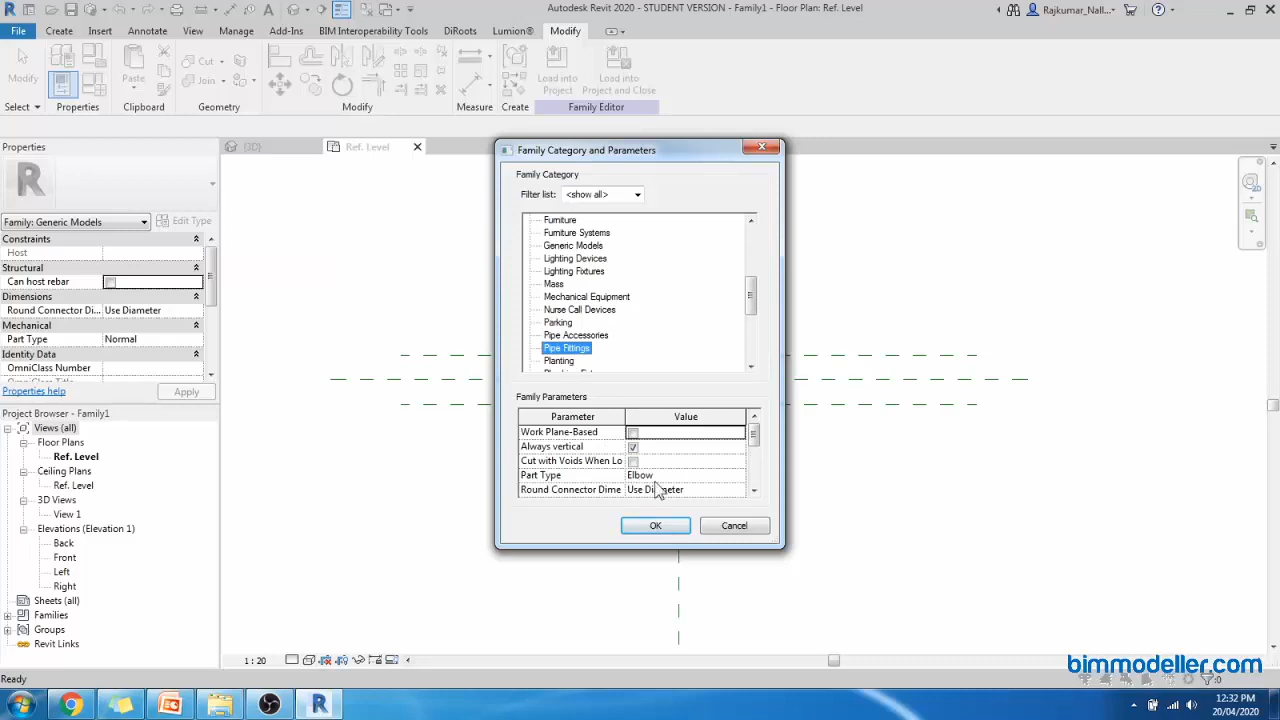 Autodesk Revit 2020 - STUDENT VERSION - Family1 - Floor Plan: Ref. Level
Rajkumar_Nall...
File Create Insert Annotate View Manage Add-Ins BIM Interoperability Tools DiRoots Lumion® Modify
Modify
Paste
Cut
Join
Load into
Project
Load into
Project and Close
Select Properties Clipboard Geometry Modify Measure Create Family Editor
Properties
Family: Generic Models
Edit Type
Constraints
Host
Structural
Can host rebar
Dimensions
Round Connector Di... Use Diameter
Mechanical
Part Type Normal
Identity Data
OmniClass Number
OmniClass Title
Properties help
Apply
Project Browser - Family1
Views (all)
Floor Plans
Ref. Level
Ceiling Plans
Ref. Level
3D Views
View 1
Elevations (Elevation 1)
Back
Front
Left
Right
Sheets (all)
Families
Groups
Revit Links
{3D}
Ref. Level
Family Category and Parameters
Family Category
Filter list: <show all>
Furniture
Furniture Systems
Generic Models
Lighting Devices
Lighting Fixtures
Mass
Mechanical Equipment
Nurse Call Devices
Parking
Pipe Accessories
Pipe Fittings
Planting
Family Parameters
Parameter Value
Work Plane-Based
Always vertical
Cut with Voids When Lo
Part Type Elbow
Round Connector Dime Use Diameter
OK Cancel
1 : 20
bimmodeller.com
Ready
:0
12:32 PM
20/04/2020